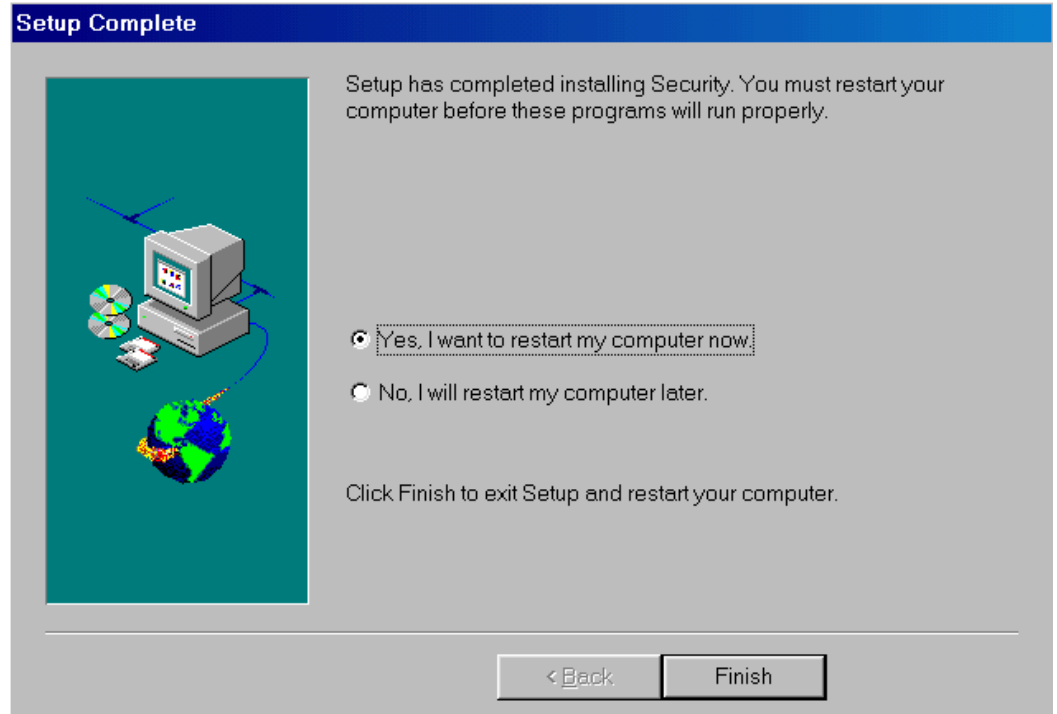 Setup Complete
Setup has completed installing Security. You must restart your
computer before these programs will run properly.
Yes, I want to restart my computer now.
No, I will restart my computer later.
Click Finish to exit Setup and restart your computer.
< Back
Finish